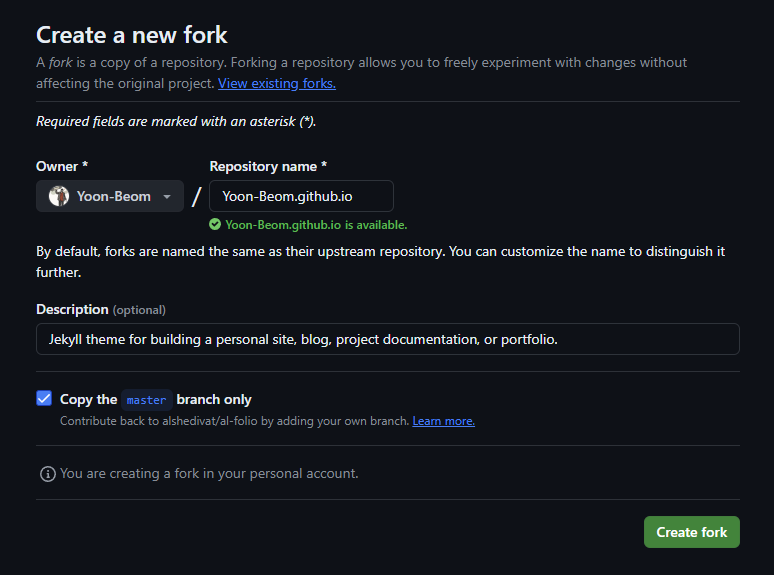 Create a new fork
A fork is a copy of a repository. Forking a repository allows you to freely experiment with changes without
affecting the original project. View existing forks.
Required fields are marked with an asterisk (*).
Owner * Repository name *
Yoon-Beom / Yoon-Beom.github.io
Yoon-Beom.github.io is available.
By default, forks are named the same as their upstream repository. You can customize the name to distinguish it
further.
Description (optional)
Jekyll theme for building a personal site, blog, project documentation, or portfolio.
Copy the master branch only
Contribute back to alshedivat/al-folio by adding your own branch. Learn more.
You are creating a fork in your personal account.
Create fork